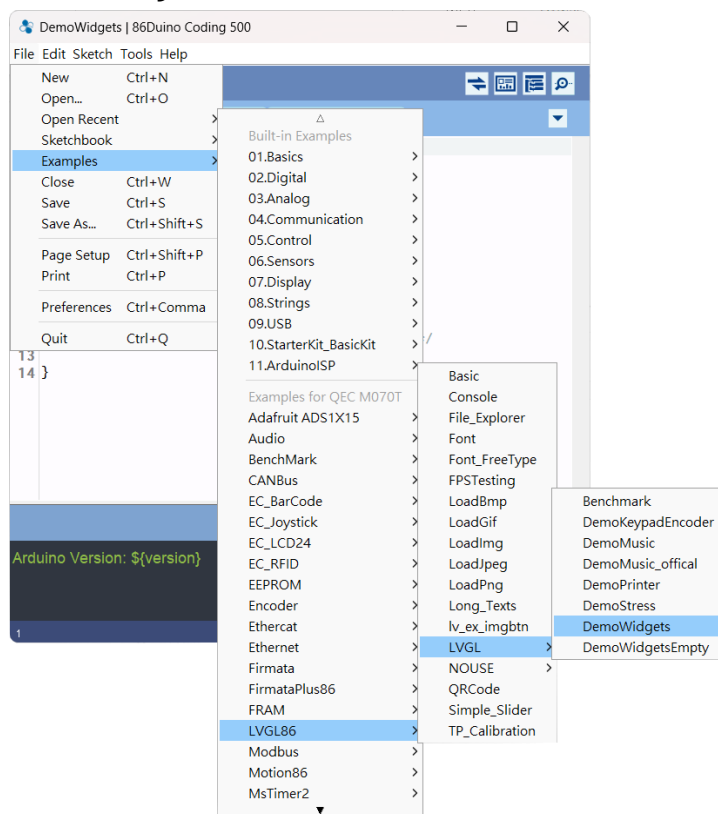 DemoWidgets | 86Duino Coding 500
File Edit Sketch Tools Help
New Ctrl+N
Open... Ctrl+O
Open Recent
Sketchbook
Examples
Close Ctrl+W
Save Ctrl+S
Save As... Ctrl+Shift+S
Page Setup Ctrl+Shift+P
Print Ctrl+P
Preferences Ctrl+Comma
Quit Ctrl+Q
13
14 }
Arduino Version: ${version}
1
Built-in Examples
01.Basics
02.Digital
03.Analog
04.Communication
05.Control
06.Sensors
07.Display
08.Strings
09.USB
10.StarterKit_BasicKit
11.ArduinoISP
Examples for QEC M070T
Adafruit ADS1X15
Audio
BenchMark
CANBus
EC_BarCode
EC_Joystick
EC_LCD24
EC_RFID
EEPROM
Encoder
Ethercat
Ethernet
Firmata
FirmataPlus86
FRAM
LVGL86
Modbus
Motion86
MsTimer2
Basic
Console
File_Explorer
Font
Font_FreeType
FPSTesting
LoadBmp
LoadGif
LoadImg
LoadJpeg
LoadPng
Long_Texts
lv_ex_imgbtn
LVGL
NOUSE
QRCode
Simple_Slider
TP_Calibration
Benchmark
DemoKeypadEncoder
DemoMusic
DemoMusic_offical
DemoPrinter
DemoStress
DemoWidgets
DemoWidgetsEmpty